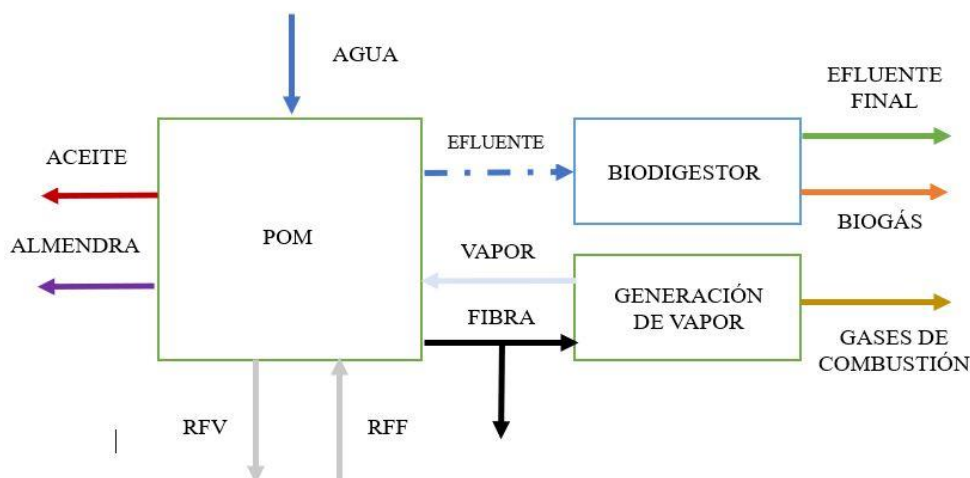 AGUA
EFLUENTE
FINAL
EFLUENTE
ACEITE
BIODIGESTOR
ALMENDRA
POM
BIOGÁS
VAPOR
GENERACIÓN
DE VAPOR
FIBRA
GASES DE
COMBUSTIÓN
RFV
RFF